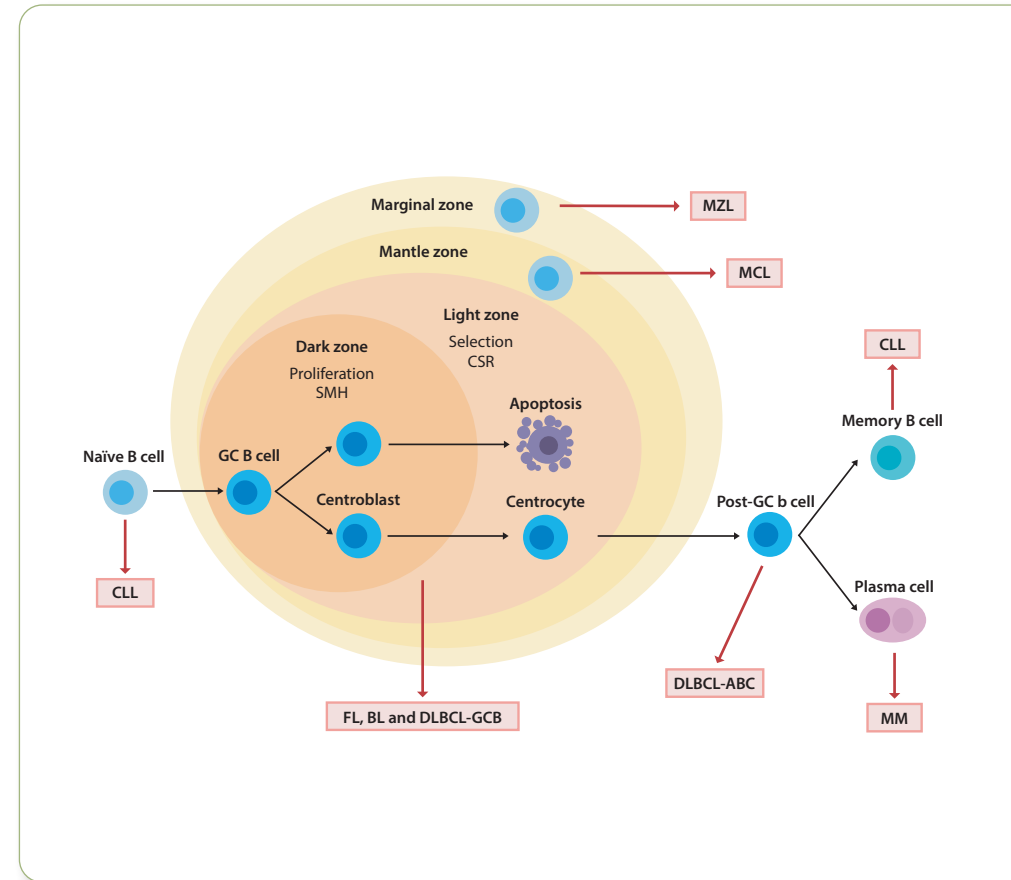 Marginal zone
MZL
Mantle zone
MCL
Light zone
Selection
CSR
Dark zone
Proliferation
SMH
CLL
Apoptosis
Memory B cell
Naïve B cell
GC B cell
Centroblast
Centrocyte
Post-GC b cell
CLL
Plasma cell
DLBCL-ABC
FL, BL and DLBCL-GCB
MM